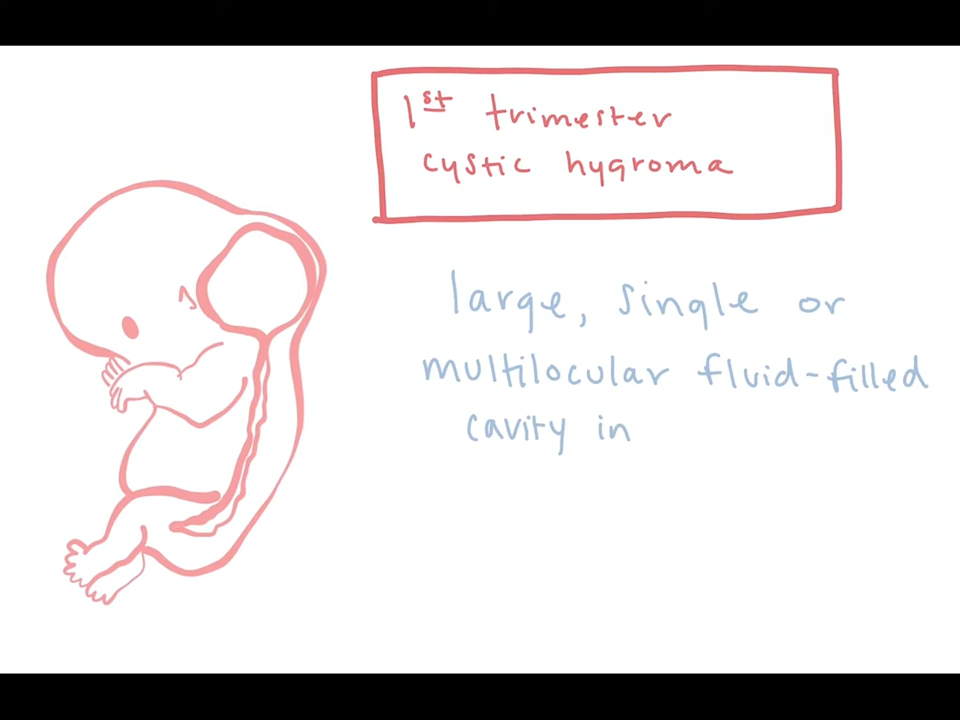 1st trimester
cystic hygroma
large, single or
multilocular fluid-filled
cavity in